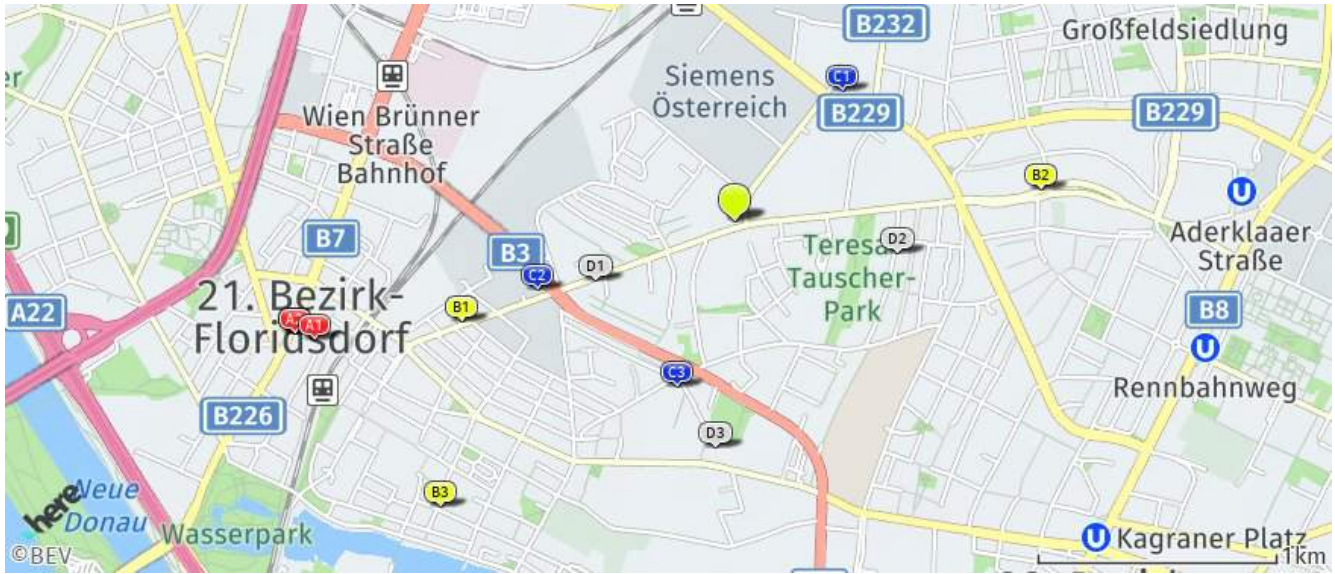 B232
Großfeldsiedlung
er
C1
Siemens
Österreich
B229
B229
Wien Brünner
Straße
Bahnhof
B2
U
B7
B3
D1
D2
Teresa
Tauscher-
Park
Aderklaaer
Straße
C2
A22
21. Bezirk-
Floridsdorf
A1
B1
B8
U
C3
Rennbahnweg
B226
D3
B3
here
Neue
Donau
Wasserpark
U Kagraner Platz
©BEV
1km